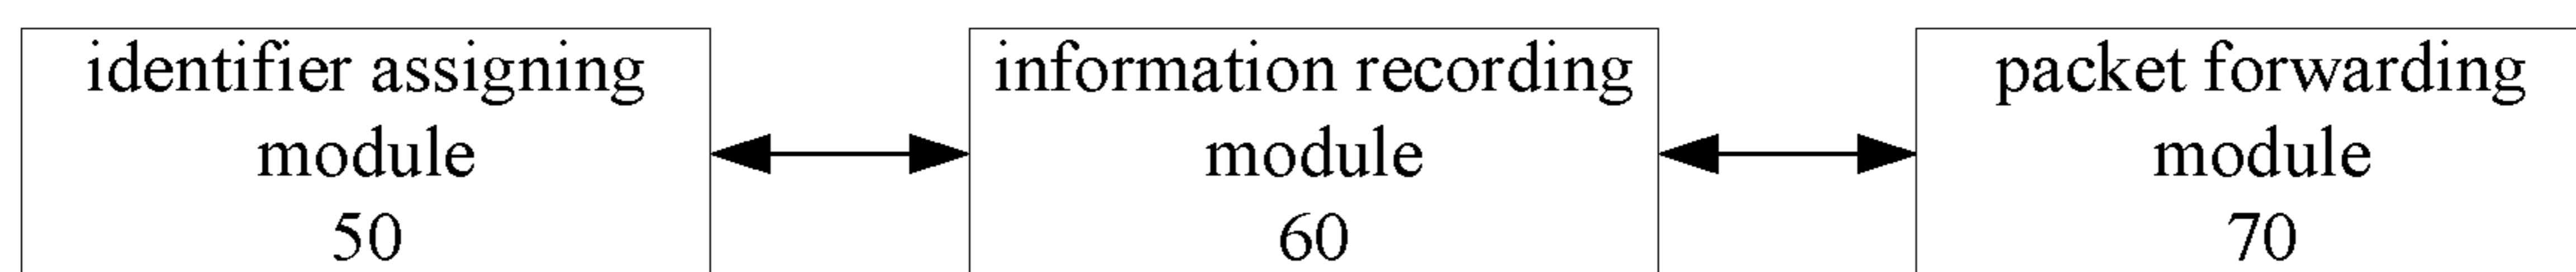 identifier assigning
module
50
information recording
module
60
packet forwarding
module
70